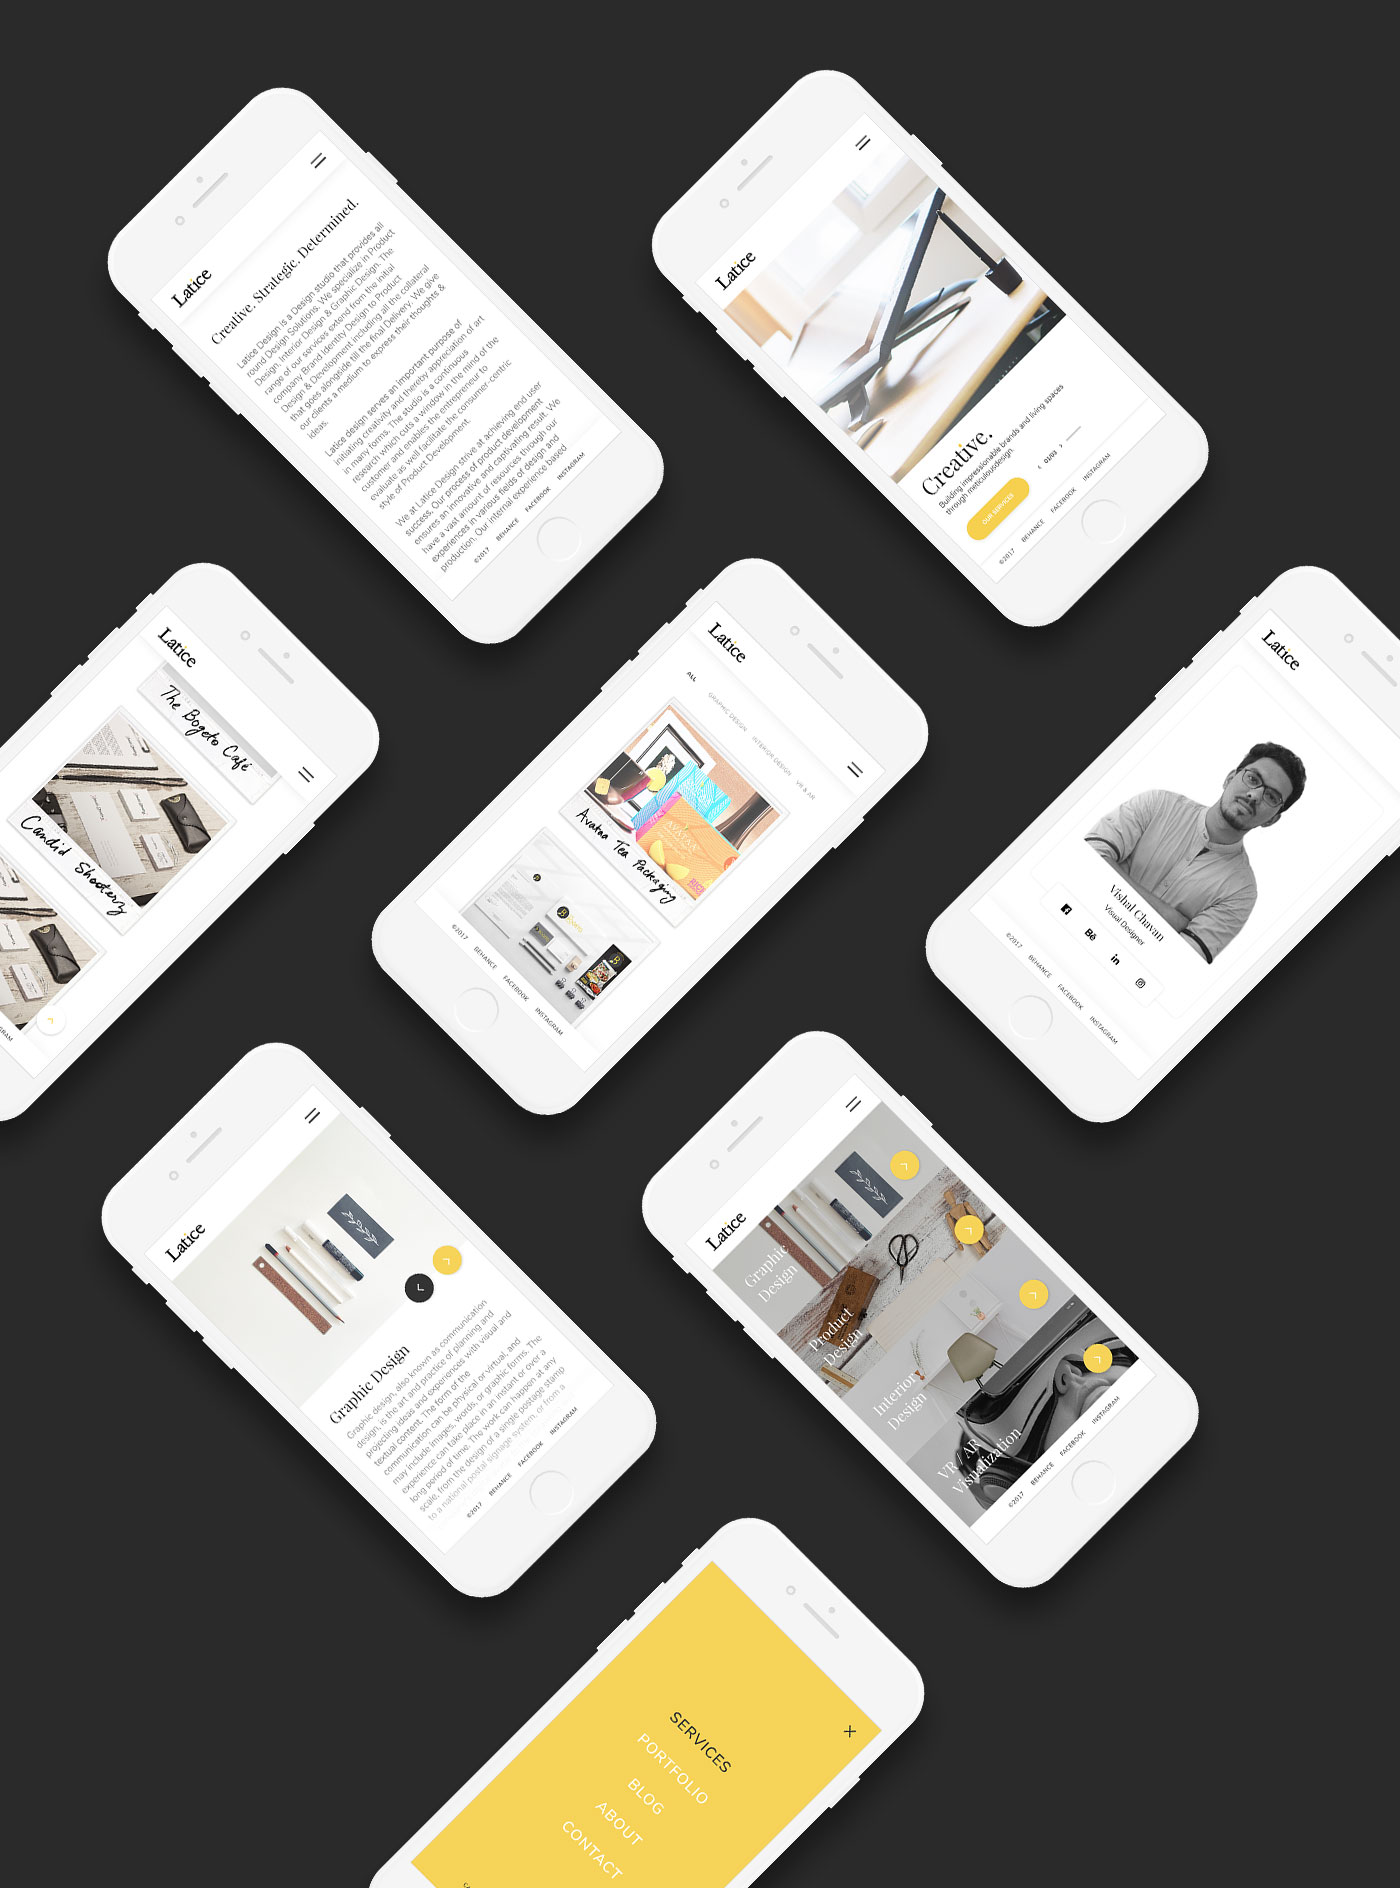 Latice
Creative. Strategic. Determined.
Latice Design is a Design studio that provides all
round Design Solutions. We specialize in Product
Design, Interior Design & Graphic Design. The
range of our services extend from the initial
company Brand Identity Design to Product
Design & Development including all the collateral
that goes alongside till the final Delivery. We give
our clients a medium to express their thoughts &
ideas.
Latice design serves an important purpose of
initiating creativity and thereby appreciation of art
in many forms. The studio is a continuous
research which cuts a window in the mind of the
customer and enables the entrepreneur to
evaluate as well facilitate the consumer-centric
style of Product Development.
We at Latice Design strive at achieving end user
success. Our process of product development
ensures an innovative and captivating result. We
have a vast amount of resources through our
experiences in various fields of design and
production. Our internal experience based
©2017 BEHANCE FACEBOOK INSTAGRAM
Latice
Creative.
Building impressionable brands and living spaces
through meticulousdesign.
OUR SERVICES
01/03
©2017 BEHANCE FACEBOOK INSTAGRAM
Latice
The Bogeto Café
Candid Shooterz
Latice
ALL GRAPHIC DESIGN INTERIOR DESIGN VR & AR
Avataa Tea Packaging
©2017 BEHANCE FACEBOOK INSTAGRAM
Latice
Vishal Chavan
Visual Designer
©2017 BEHANCE FACEBOOK INSTAGRAM
Latice
Graphic Design
Graphic design, also known as communication
design, is the art and practice of planning and
projecting ideas and experiences with visual and
textual content. The form of the
communication can be physical or virtual, and
may include images, words, or graphic forms. The
experience can take place in an instant or over a
long period of time. The work can happen at any
scale, from the design of a single postage stamp
to a national postal signage system, or from a
©2017 BEHANCE FACEBOOK INSTAGRAM
Latice
Graphic
Design
Product
Design
Interior
Design
VR / AR
Visualization
©2017 BEHANCE FACEBOOK INSTAGRAM
SERVICES
PORTFOLIO
BLOG
ABOUT
CONTACT